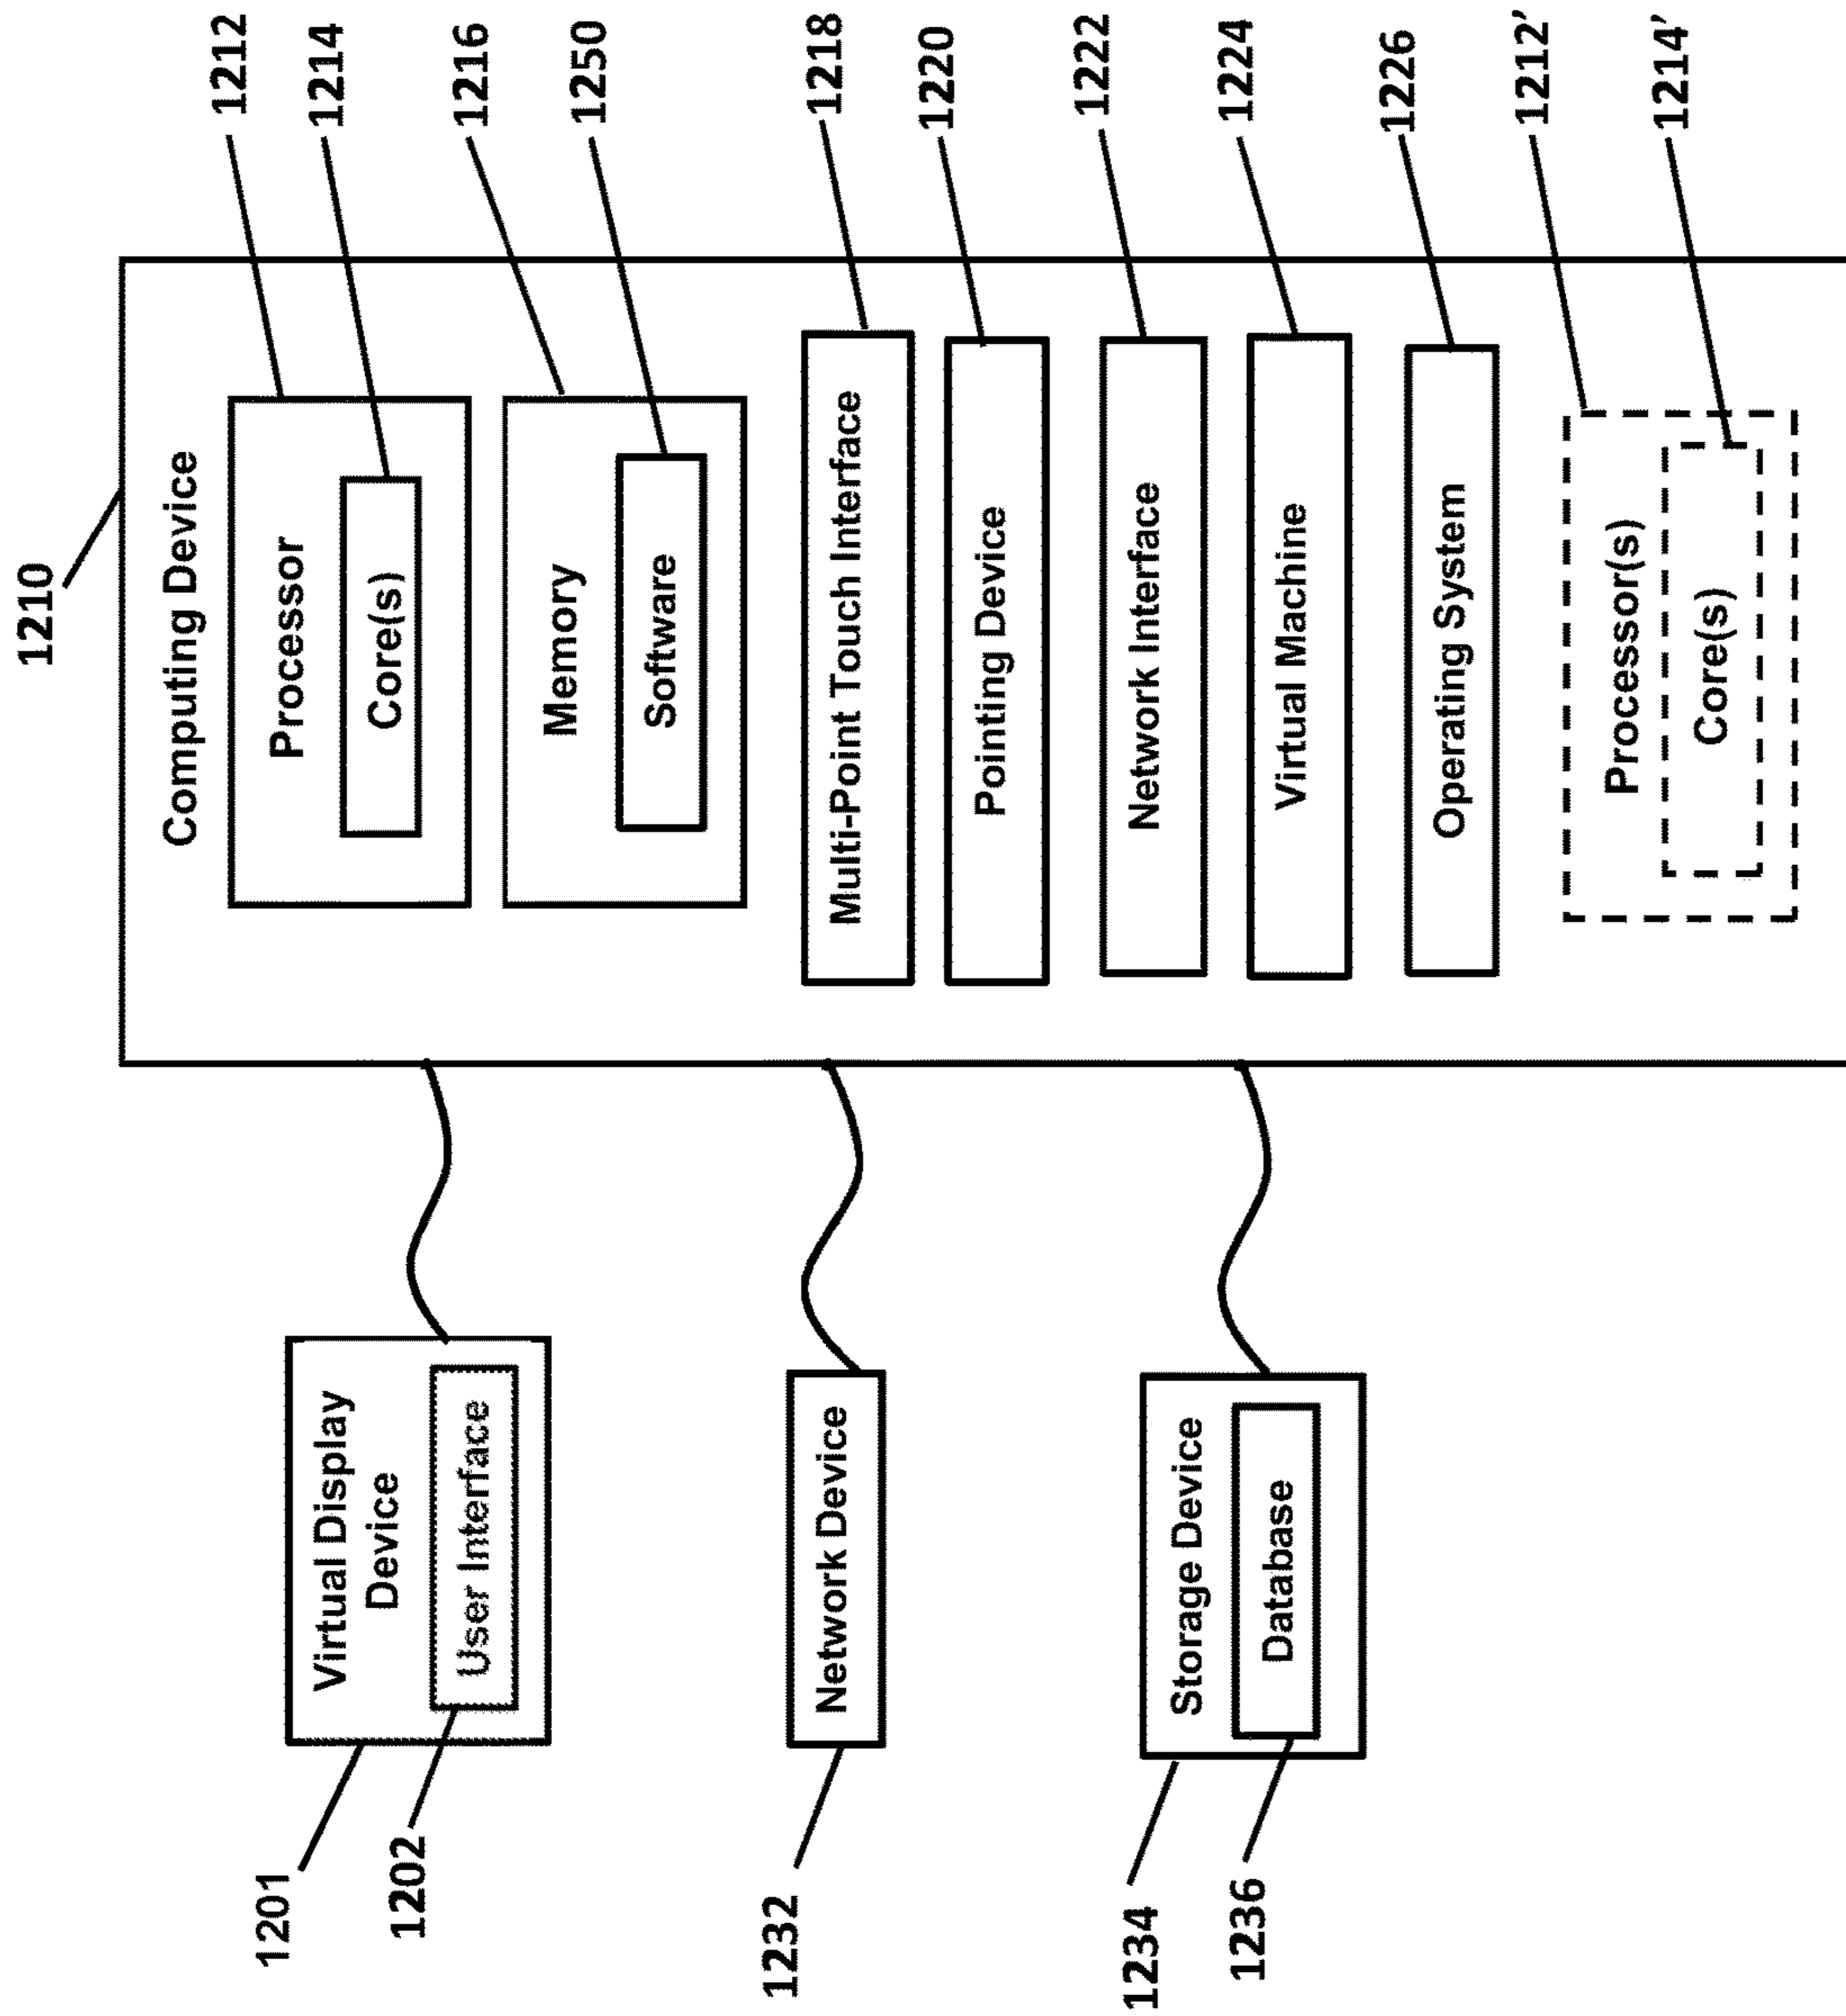 1210
Computing Device
Processor
Core(s)
Memory
Software
Multi-Point Touch Interface
Pointing Device
Network Interface
Virtual Machine
Operating System
Processor(s)
Core(s)
1212
1214
1216
1250
1218
1220
1222
1224
1226
1212’
1214’
Virtual Display
Device
User Interface
1201
1202
Network Device
1232
Storage Device
Database
1234
1236